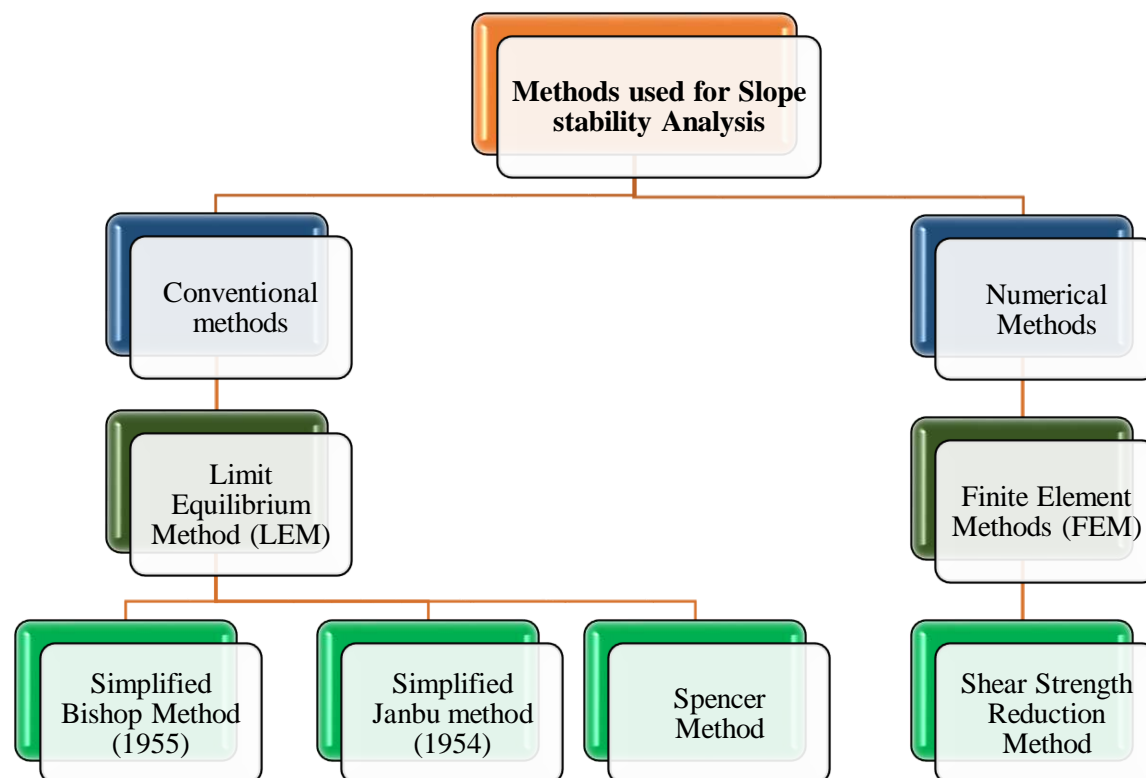 Methods used for Slope
stability Analysis
Conventional
methods
Numerical
Methods
Limit
Equilibrium
Method (LEM)
Finite Element
Methods (FEM)
Simplified
Bishop Method
(1955)
Simplified
Janbu method
(1954)
Spencer
Method
Shear Strength
Reduction
Method